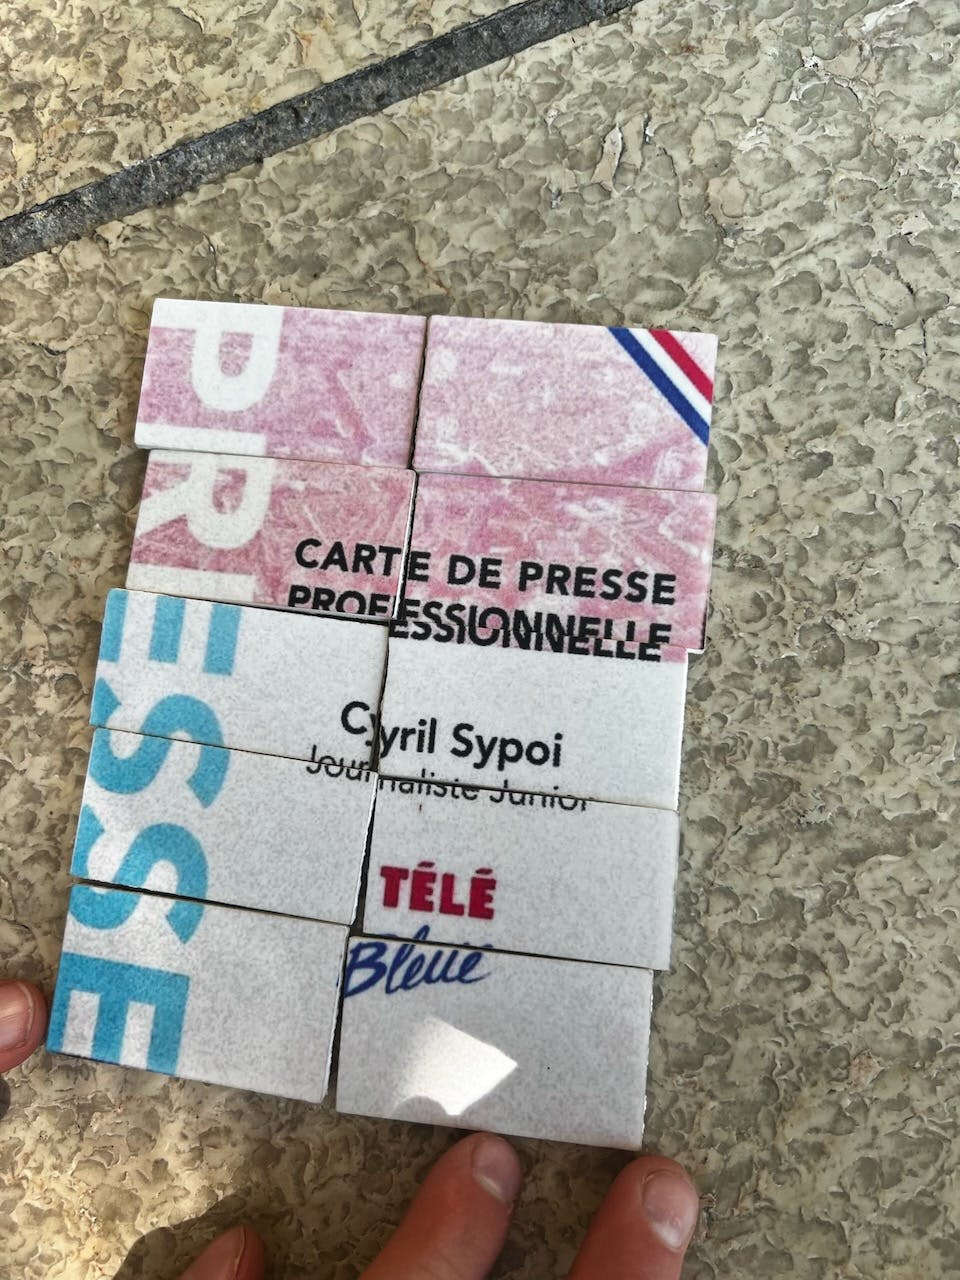 PRESSE
CARTE DE PRESSE
PROFESSIONNELLE
Cyril Sypoi
Journaliste Junior
TÉLÉ
Bleue